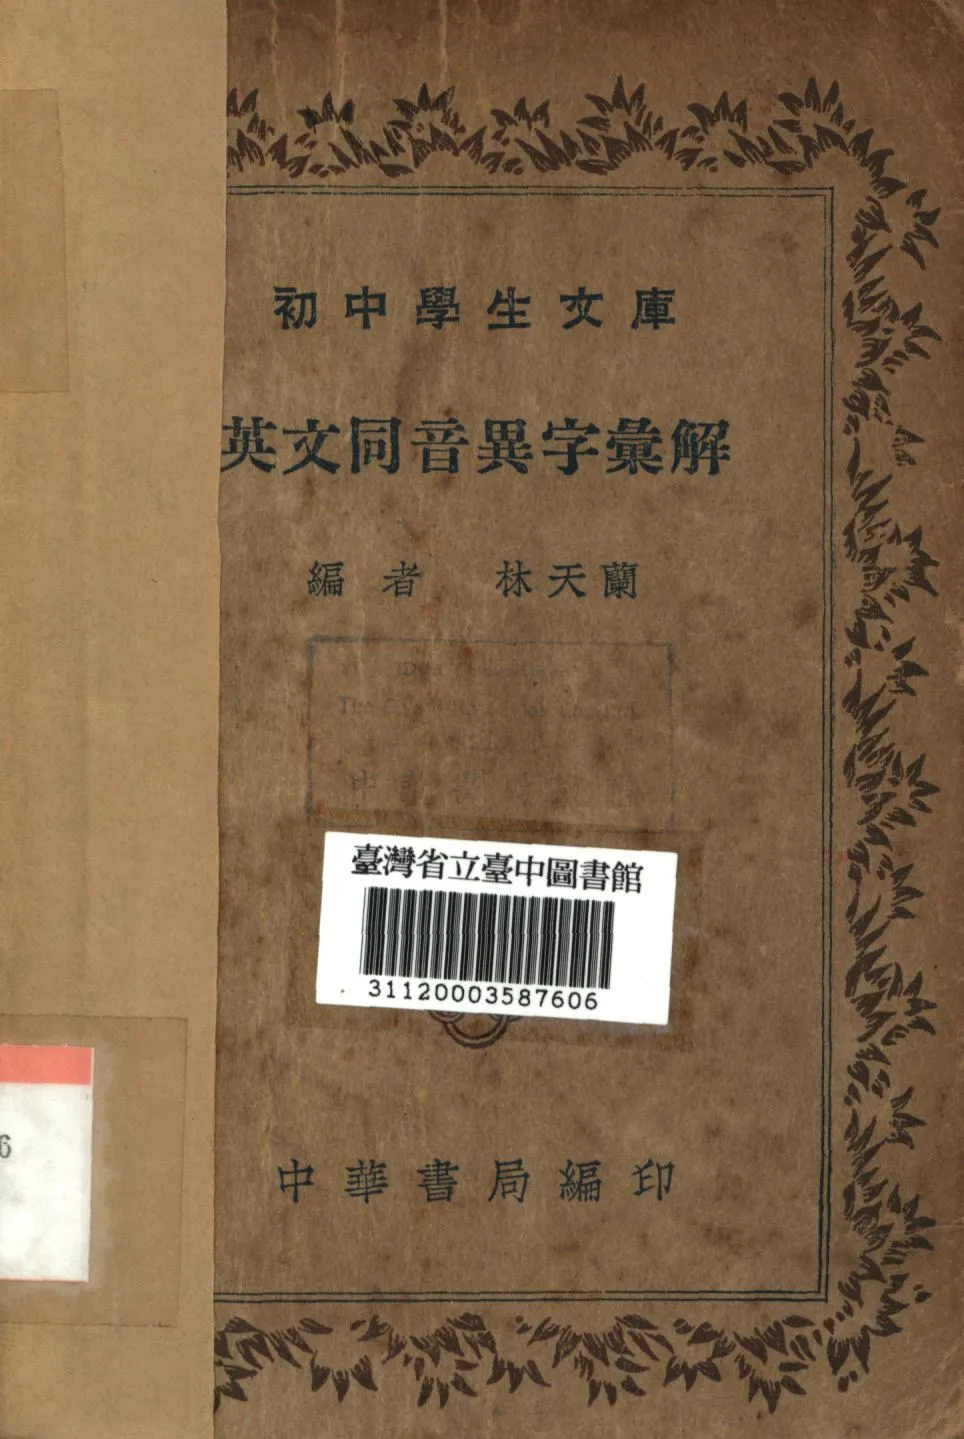 初中學生文庫
英文同音異字彙解
編者 林天蘭
臺灣省立臺中圖書館
31120003587606
6
中華書局編印